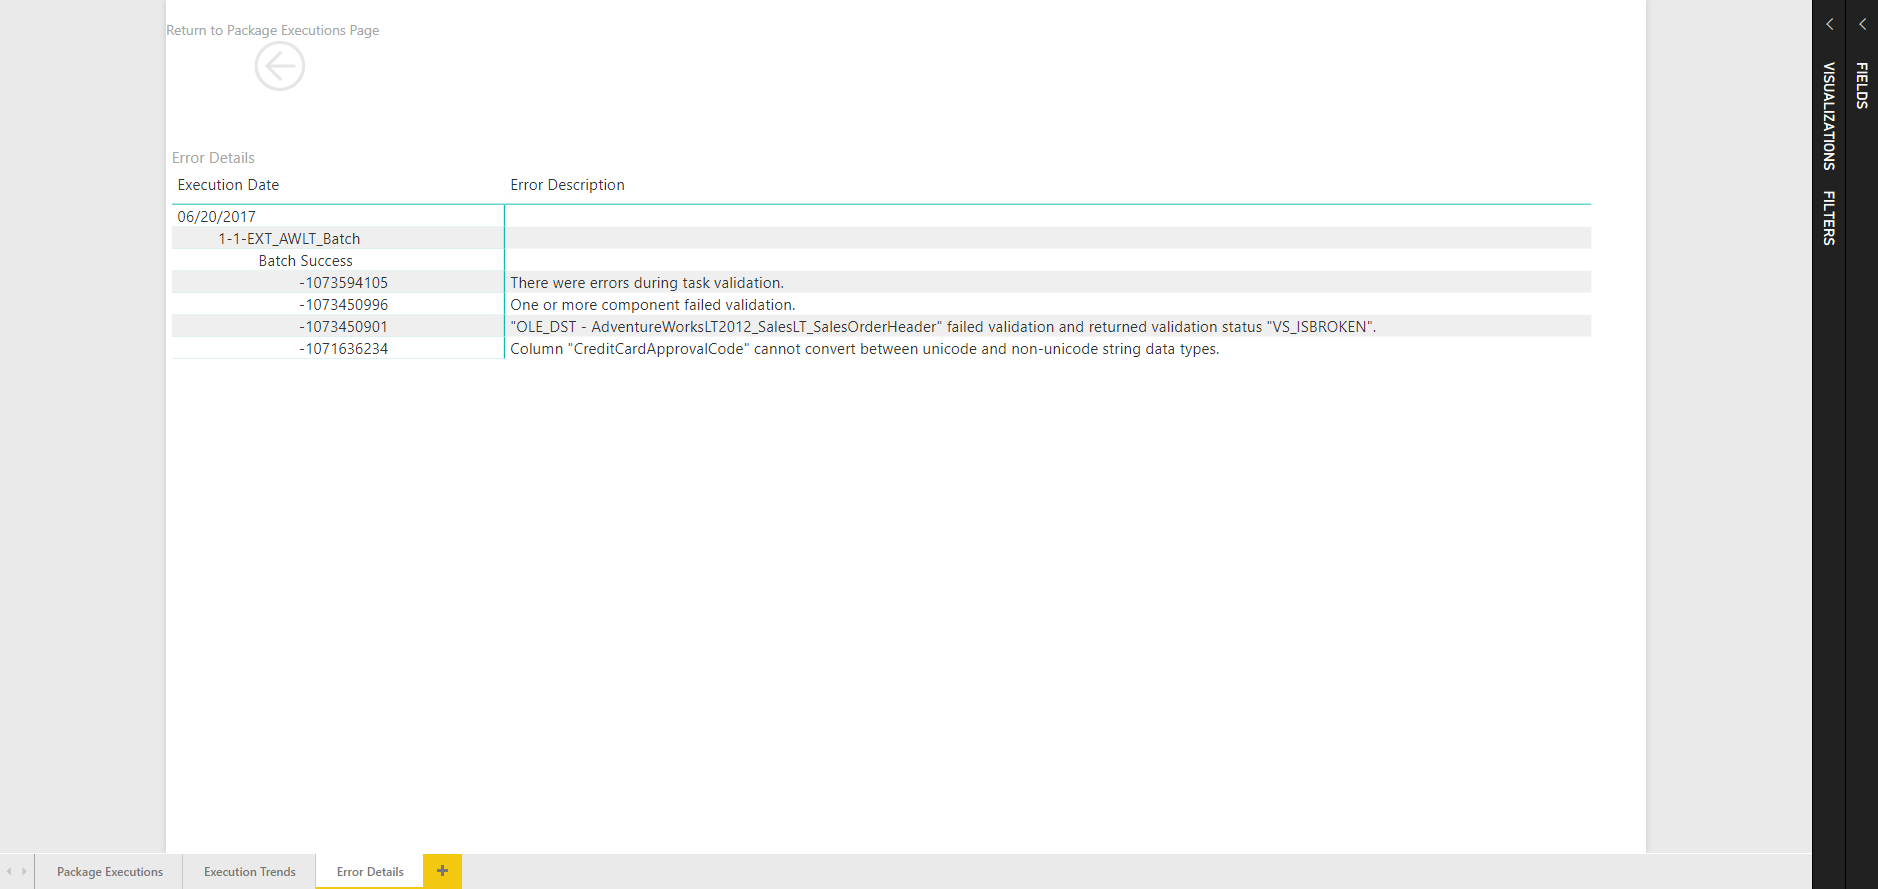 Return to Package Executions Page
Error Details
Execution Date Error Description
06/20/2017
1-1-EXT_AWLT_Batch
Batch Success
-1073594105 There were errors during task validation.
-1073450996 One or more component failed validation.
-1073450901 "OLE_DST - AdventureWorksLT2012_SalesLT_SalesOrderHeader" failed validation and returned validation status "VS_ISBROKEN".
-1071636234 Column "CreditCardApprovalCode" cannot convert between unicode and non-unicode string data types.
VISUALIZATIONS
FILTERS
FIELDS
Package Executions Execution Trends Error Details +